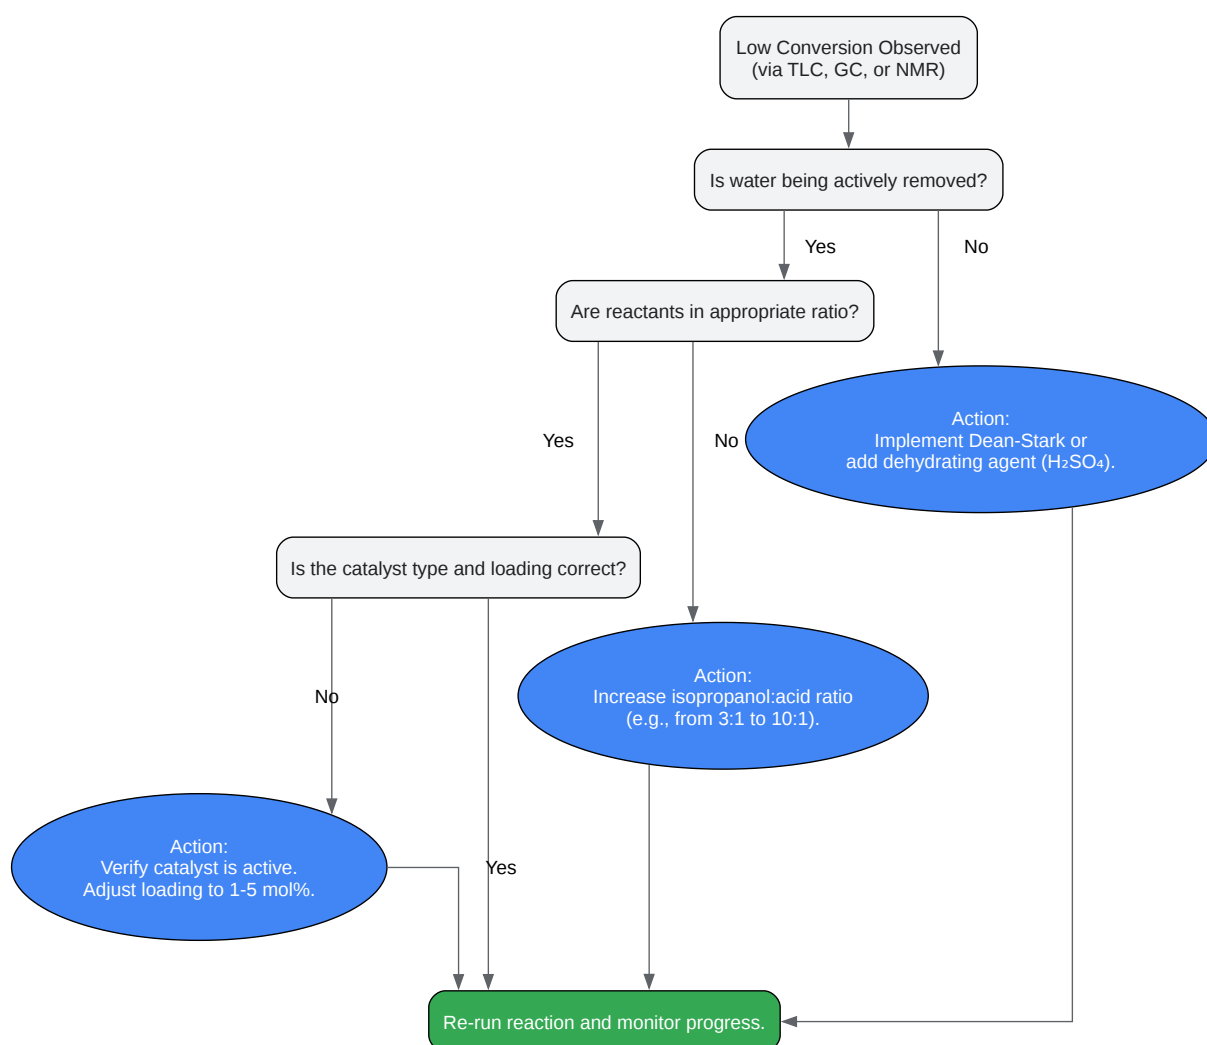 Low Conversion Observed
(via TLC, GC, or NMR)
Is water being actively removed?
Yes
No
Are reactants in appropriate ratio?
Action:
Implement Dean-Stark or
add dehydrating agent (H₂SO₄).
Yes
No
Is the catalyst type and loading correct?
Action:
Increase isopropanol:acid ratio
(e.g., from 3:1 to 10:1).
No
Action:
Verify catalyst is active.
Adjust loading to 1-5 mol%.
Yes
Re-run reaction and monitor progress.